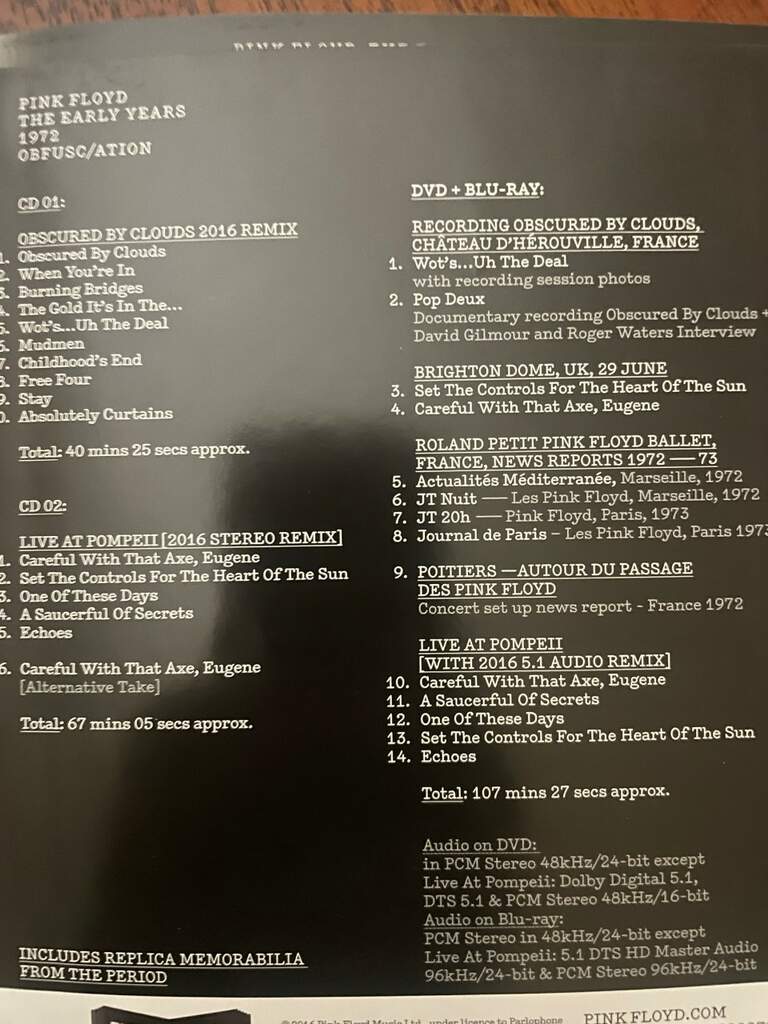 PINK FLOYD
THE EARLY YEARS
1972
OBFUSC/ATION
CD 01:
OBSCURED BY CLOUDS 2016 REMIX
1. Obscured By Clouds
2. When You're In
3. Burning Bridges
4. The Gold It's In The...
5. Wot's...Uh The Deal
6. Mudmen
7. Childhood's End
8. Free Four
9. Stay
0. Absolutely Curtains
Total: 40 mins 25 secs approx.
CD 02:
LIVE AT POMPEII [2016 STEREO REMIX]
1. Careful With That Axe, Eugene
2. Set The Controls For The Heart Of The Sun
3. One Of These Days
4. A Saucerful Of Secrets
5. Echoes
6. Careful With That Axe, Eugene
[Alternative Take]
Total: 67 mins 05 secs approx.
INCLUDES REPLICA MEMORABILIA
FROM THE PERIOD
DVD + BLU-RAY:
RECORDING OBSCURED BY CLOUDS,
CHÂTEAU D'HÉROUVILLE, FRANCE
1. Wot's...Uh The Deal
with recording session photos
2. Pop Deux
Documentary recording Obscured By Clouds +
David Gilmour and Roger Waters Interview
BRIGHTON DOME, UK, 29 JUNE
3. Set The Controls For The Heart Of The Sun
4. Careful With That Axe, Eugene
ROLAND PETIT PINK FLOYD BALLET,
FRANCE, NEWS REPORTS 1972 — 73
5. Actualités Méditerranée, Marseille, 1972
6. JT Nuit — Les Pink Floyd, Marseille, 1972
7. JT 20h — Pink Floyd, Paris, 1973
8. Journal de Paris – Les Pink Floyd, Paris 1973
9. POITIERS —AUTOUR DU PASSAGE
DES PINK FLOYD
Concert set up news report - France 1972
LIVE AT POMPEII
[WITH 2016 5.1 AUDIO REMIX]
10. Careful With That Axe, Eugene
11. A Saucerful Of Secrets
12. One Of These Days
13. Set The Controls For The Heart Of The Sun
14. Echoes
Total: 107 mins 27 secs approx.
Audio on DVD:
in PCM Stereo 48kHz/24-bit except
Live At Pompeii: Dolby Digital 5.1,
DTS 5.1 & PCM Stereo 48kHz/16-bit
Audio on Blu-ray:
PCM Stereo in 48kHz/24-bit except
Live At Pompeii: 5.1 DTS HD Master Audio
96kHz/24-bit & PCM Stereo 96kHz/24-bit
℗ 2016 Pink Floyd Music Ltd., under licence to Parlophone
PINKFLOYD.COM